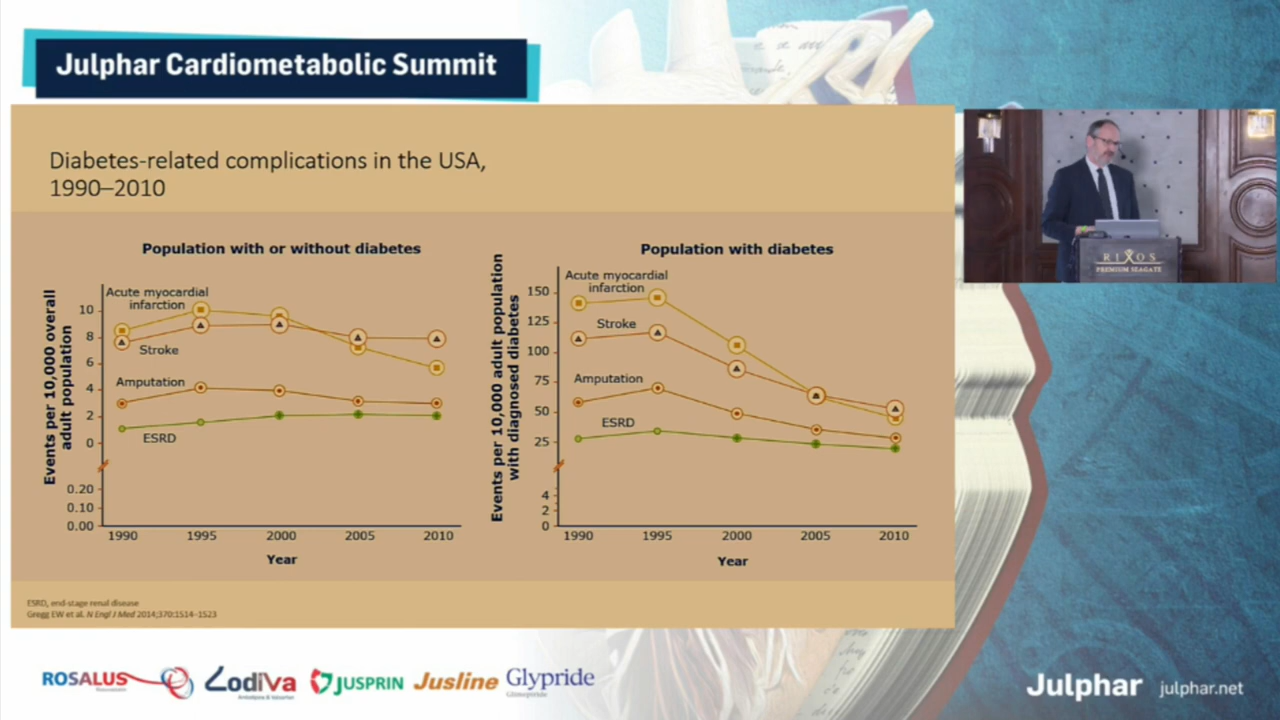 Julphar Cardiometabolic Summit
Diabetes-related complications in the USA,
1990–2010
Population with or without diabetes
Events per 10,000 overall
adult population
10
8
6
4
2
0
0.20
0.10
0.00
Acute myocardial
infarction
Stroke
Amputation
ESRD
1990 1995 2000 2005 2010
Year
Population with diabetes
Events per 10,000 adult population
with diagnosed diabetes
150
125
100
75
50
25
4
2
0
Acute myocardial
infarction
Stroke
Amputation
ESRD
1990 1995 2000 2005 2010
Year
ESRD, end-stage renal disease
Gregg EW et al. N Engl J Med 2014;370:1514–1523
RIXOS
PREMIUM SEAGATE
ROSALUS
Rosuvastatin
LodiVa
Amlodipine & Valsartan
JUSPRIN
Jusline
Glypride
Glimepiride
Julphar
julphar.net